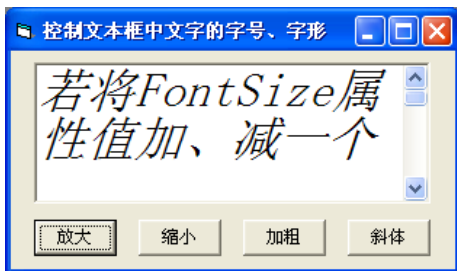 控制文本框中文字的字号、字形
若将FontSize属
性值加、减一个
放大 缩小 加粗 斜体